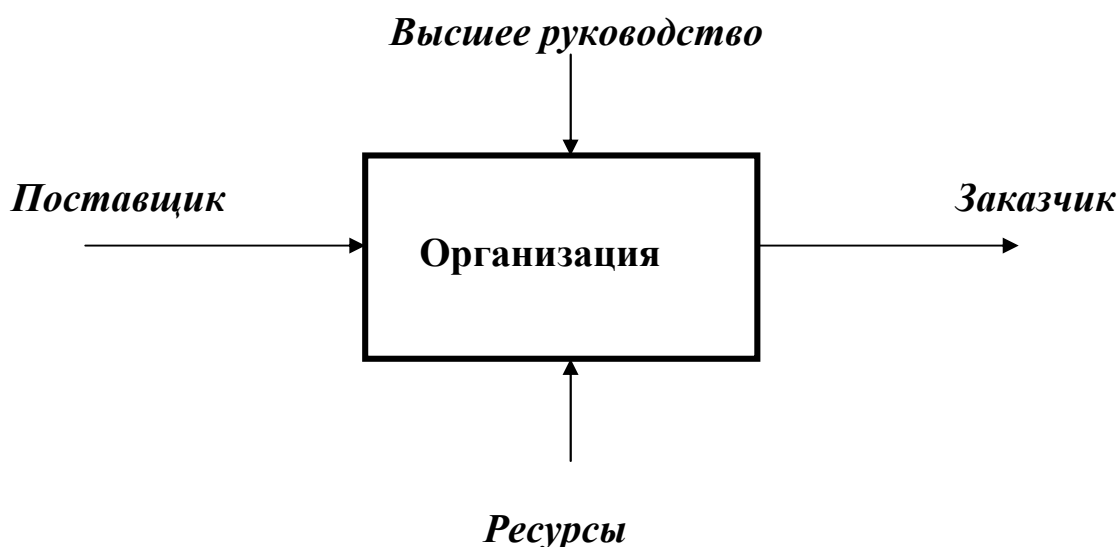 Высшее руководство
Поставщик
Заказчик
Организация
Ресурсы